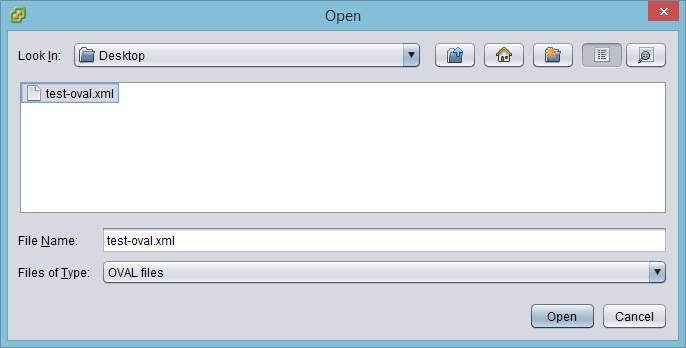 Open
Look In: Desktop
test-oval.xml
File Name: test-oval.xml
Files of Type: OVAL files
Open Cancel